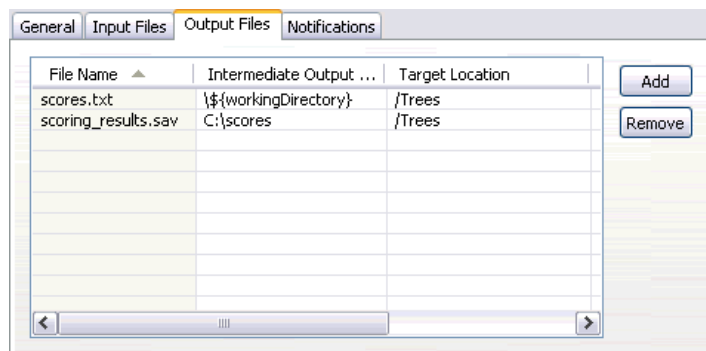 General Input Files Output Files Notifications
File Name Intermediate Output ... Target Location
Add
scores.txt \${workingDirectory} /Trees
scoring_results.sav C:\scores /Trees
Remove